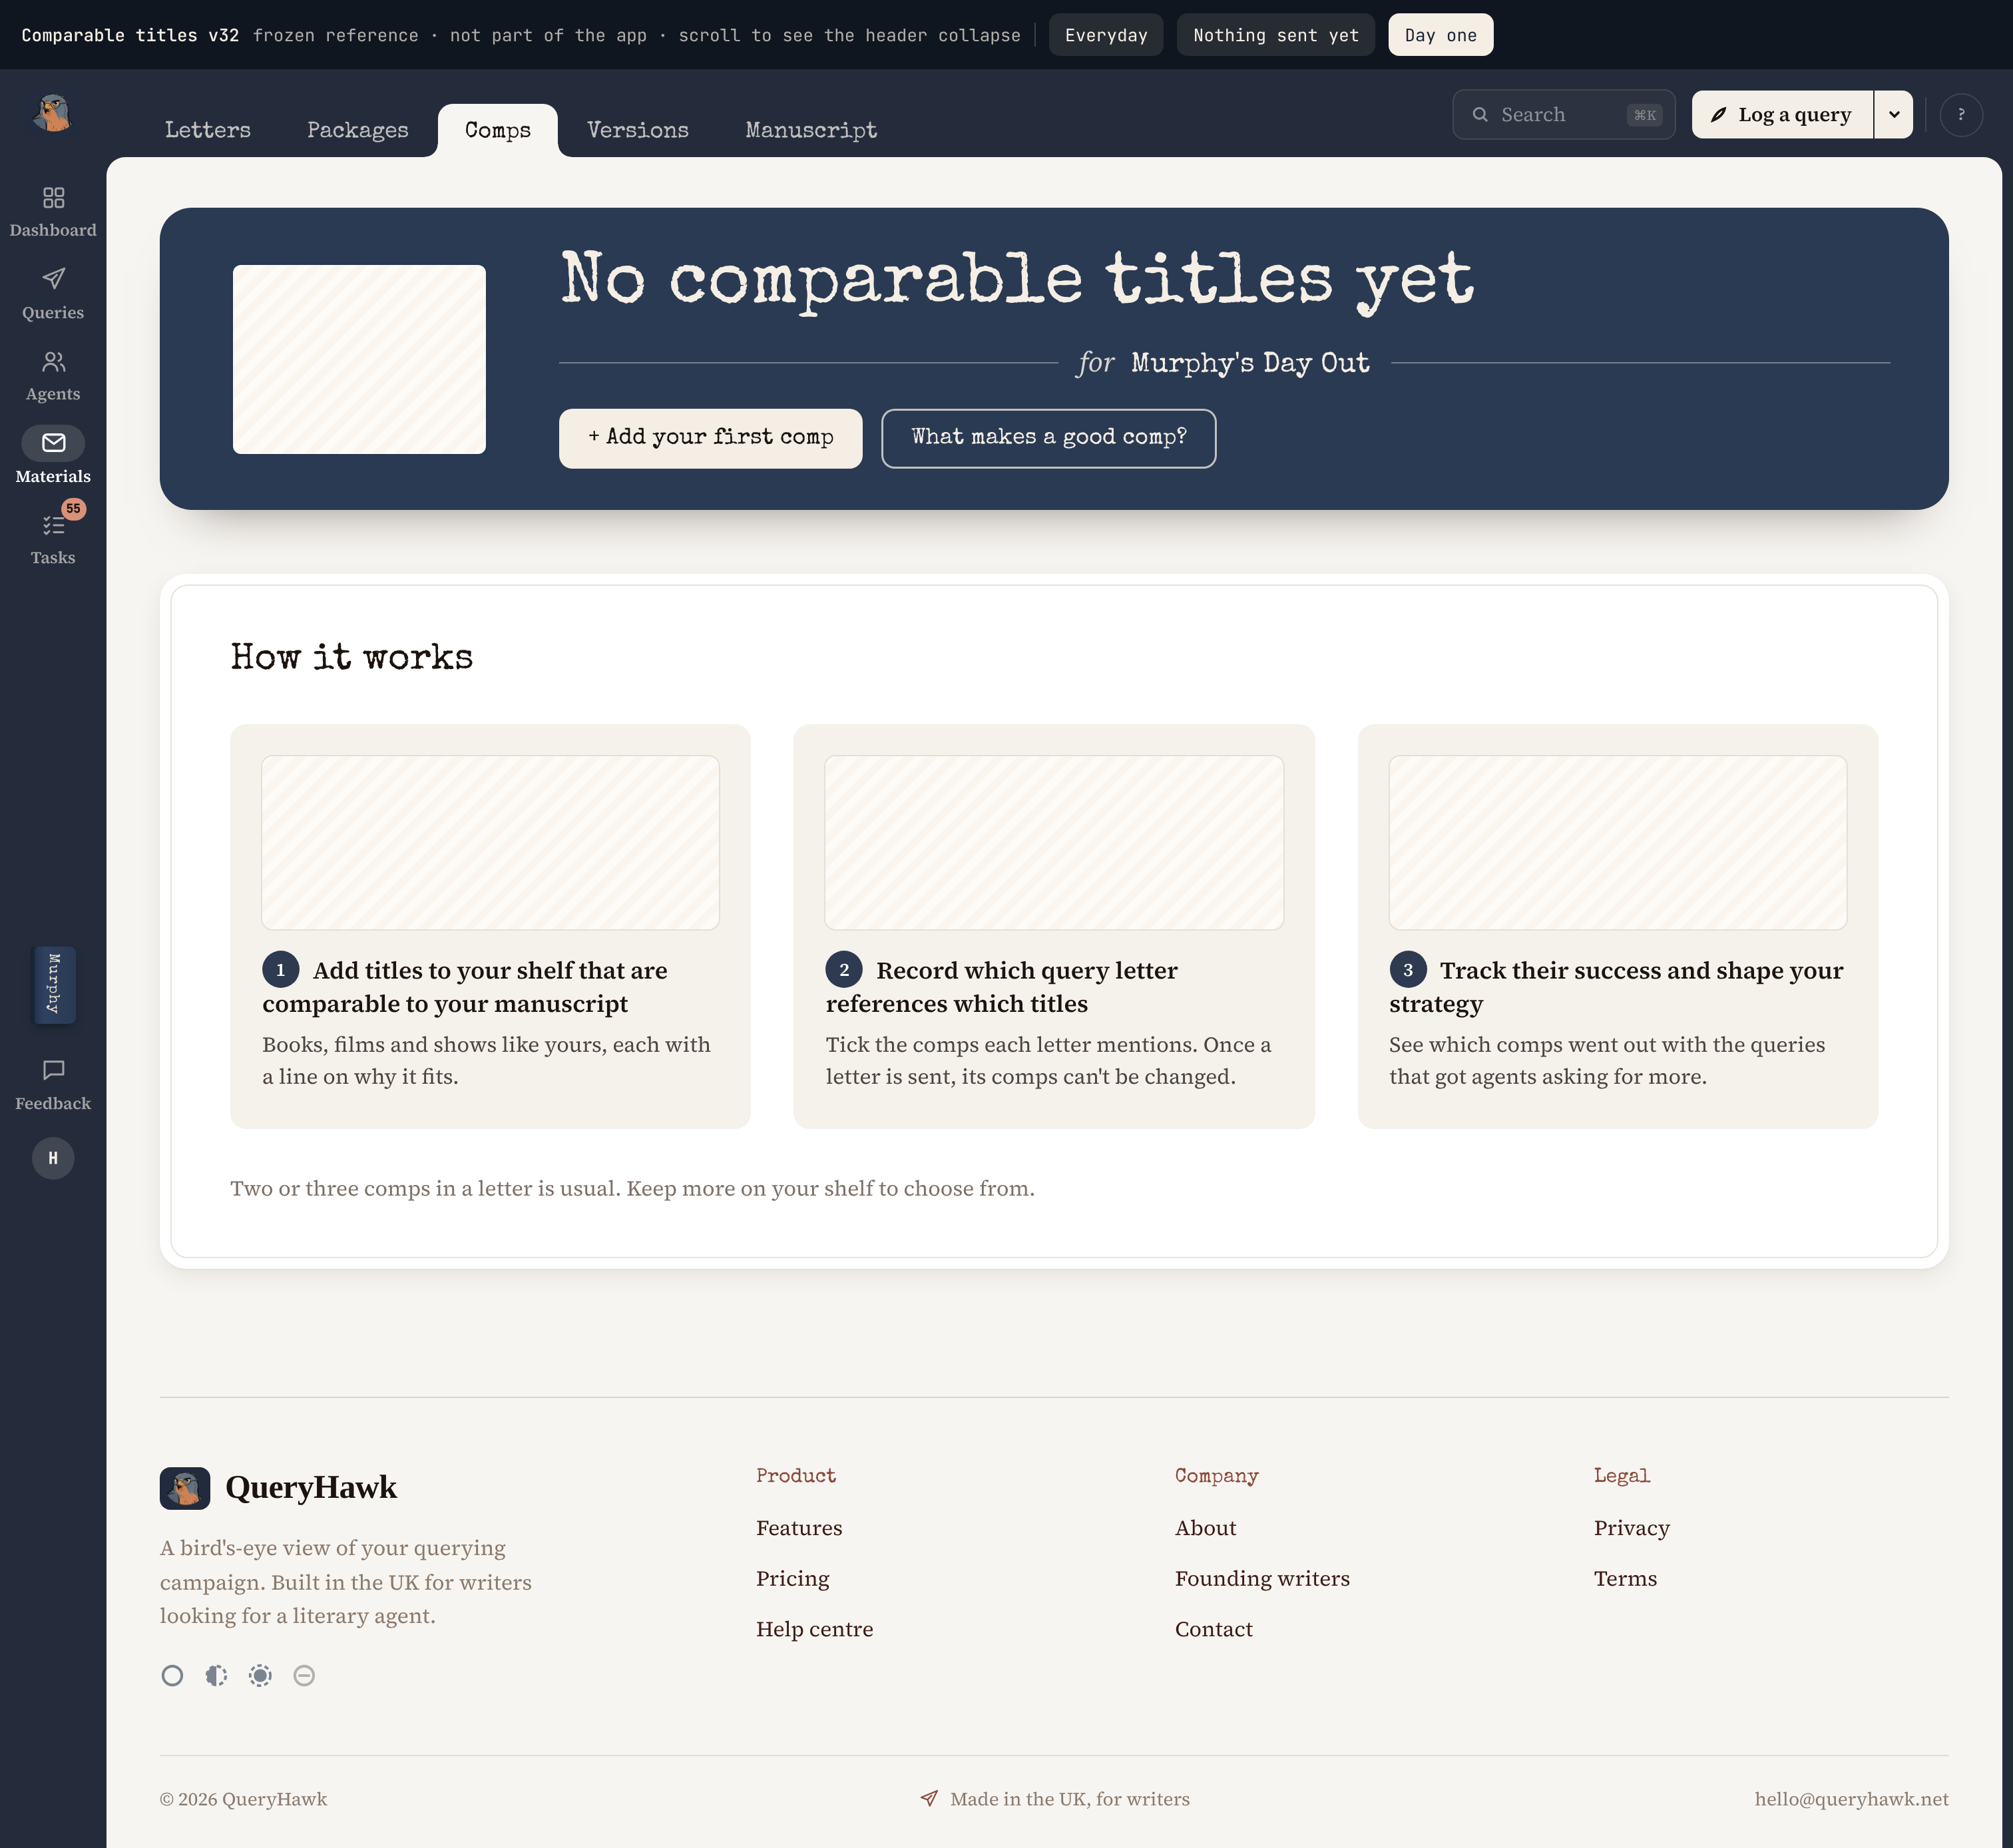 Comparable titles v32 frozen reference · not part of the app · scroll to see the header collapse Everyday Nothing sent yet Day one
Letters Packages Comps Versions Manuscript
Search ⌘K Log a query ?
Dashboard
Queries
Agents
Materials
55
Tasks
Murphy
Feedback
H
No comparable titles yet
for Murphy's Day Out
+ Add your first comp What makes a good comp?
How it works
1 Add titles to your shelf that are
comparable to your manuscript
Books, films and shows like yours, each with
a line on why it fits.
2 Record which query letter
references which titles
Tick the comps each letter mentions. Once a
letter is sent, its comps can't be changed.
3 Track their success and shape your
strategy
See which comps went out with the queries
that got agents asking for more.
Two or three comps in a letter is usual. Keep more on your shelf to choose from.
QueryHawk
A bird's-eye view of your querying
campaign. Built in the UK for writers
looking for a literary agent.
Product
Features
Pricing
Help centre
Company
About
Founding writers
Contact
Legal
Privacy
Terms
© 2026 QueryHawk
Made in the UK, for writers
hello@queryhawk.net